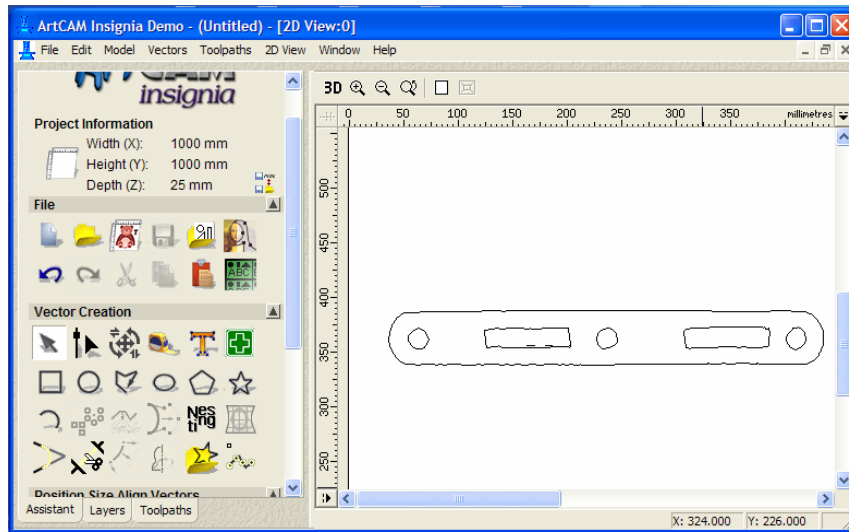 ArtCAM Insignia Demo - (Untitled) - [2D View:0]
File Edit Model Vectors Toolpaths 2D View Window Help
insignia
3D
Project Information
Width (X): 1000 mm
Height (Y): 1000 mm
Depth (Z): 25 mm
File
ABC
Vector Creation
T
Nes
ting
Position Size Align Vectors
Assistant Layers Toolpaths
0 50 100 150 200 250 300 350 millimetres
500
450
400
350
300
250
X: 324.000 Y: 226.000